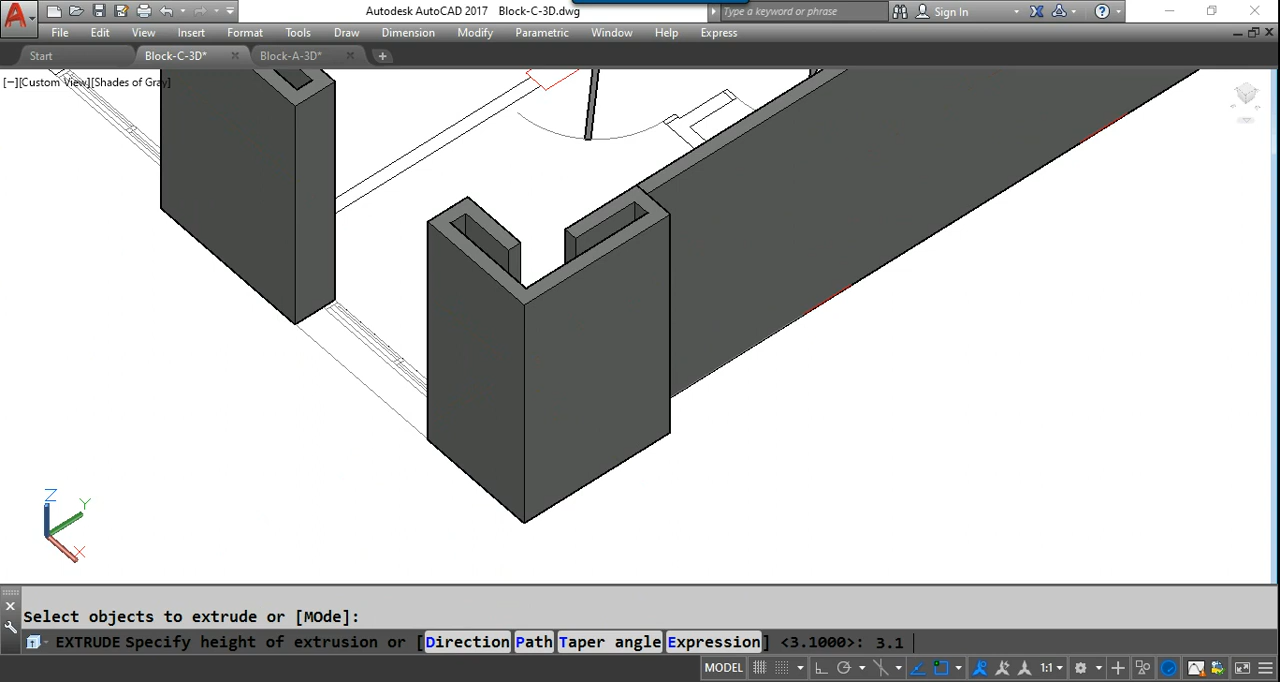 Autodesk AutoCAD 2017 Block-C-3D.dwg
Type a keyword or phrase
Sign In
File Edit View Insert Format Tools Draw Dimension Modify Parametric Window Help Express
Start Block-C-3D* Block-A-3D*
[−][Custom View][Shades of Gray]
Z
Y
X
Select objects to extrude or [MOde]:
EXTRUDE Specify height of extrusion or [Direction Path Taper angle Expression] <3.1000>: 3.1
MODEL 1:1